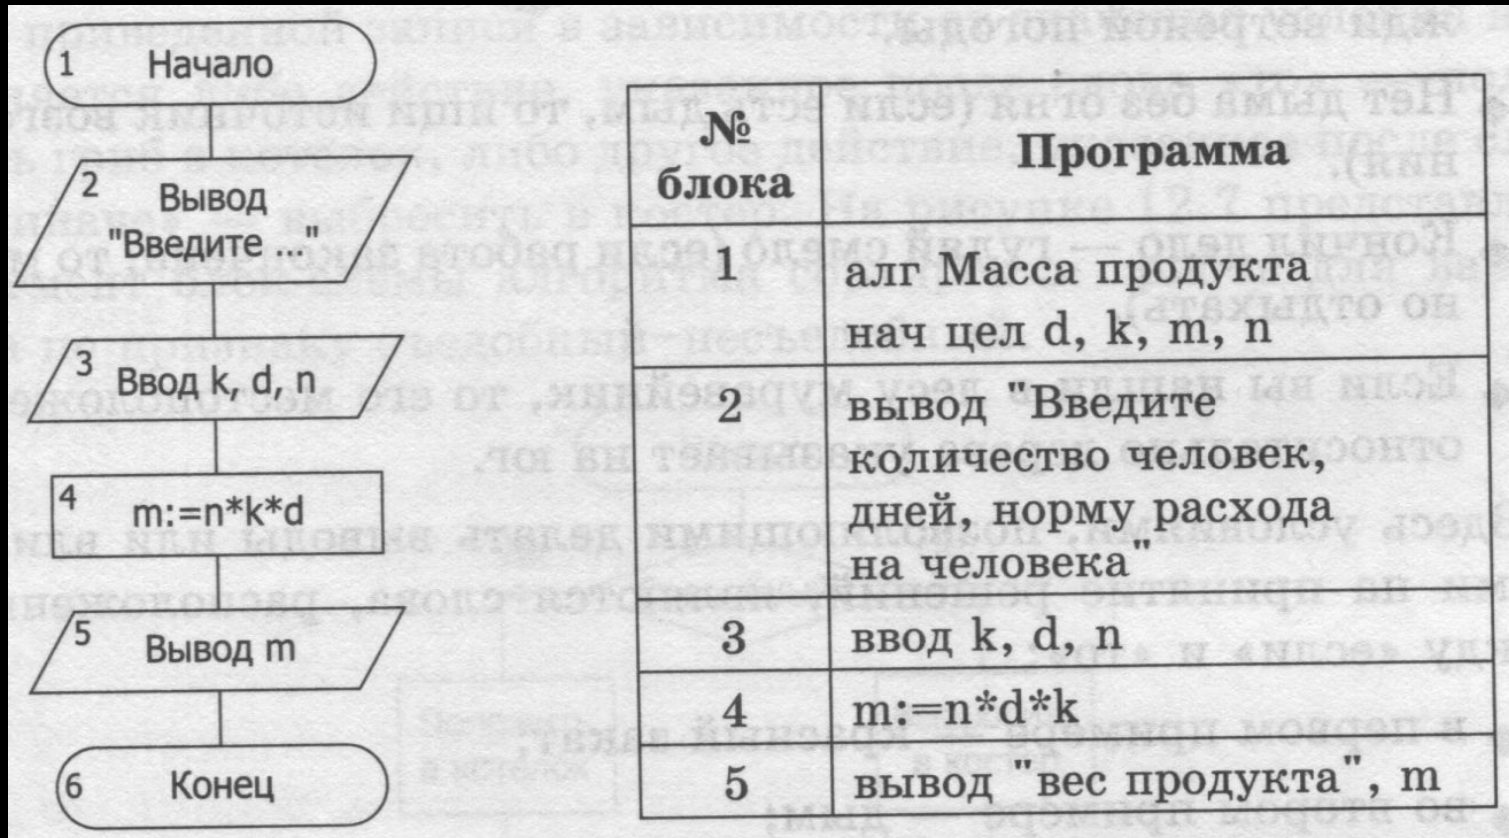 1 Начало
2 Вывод
"Введите ..."
3 Ввод k, d, n
4 m:=n*k*d
5 Вывод m
6 Конец
№ блока Программа
1 алг Масса продукта
нач цел d, k, m, n
2 вывод "Введите
количество человек,
дней, норму расхода
на человека"
3 ввод k, d, n
4 m:=n*d*k
5 вывод "вес продукта", m